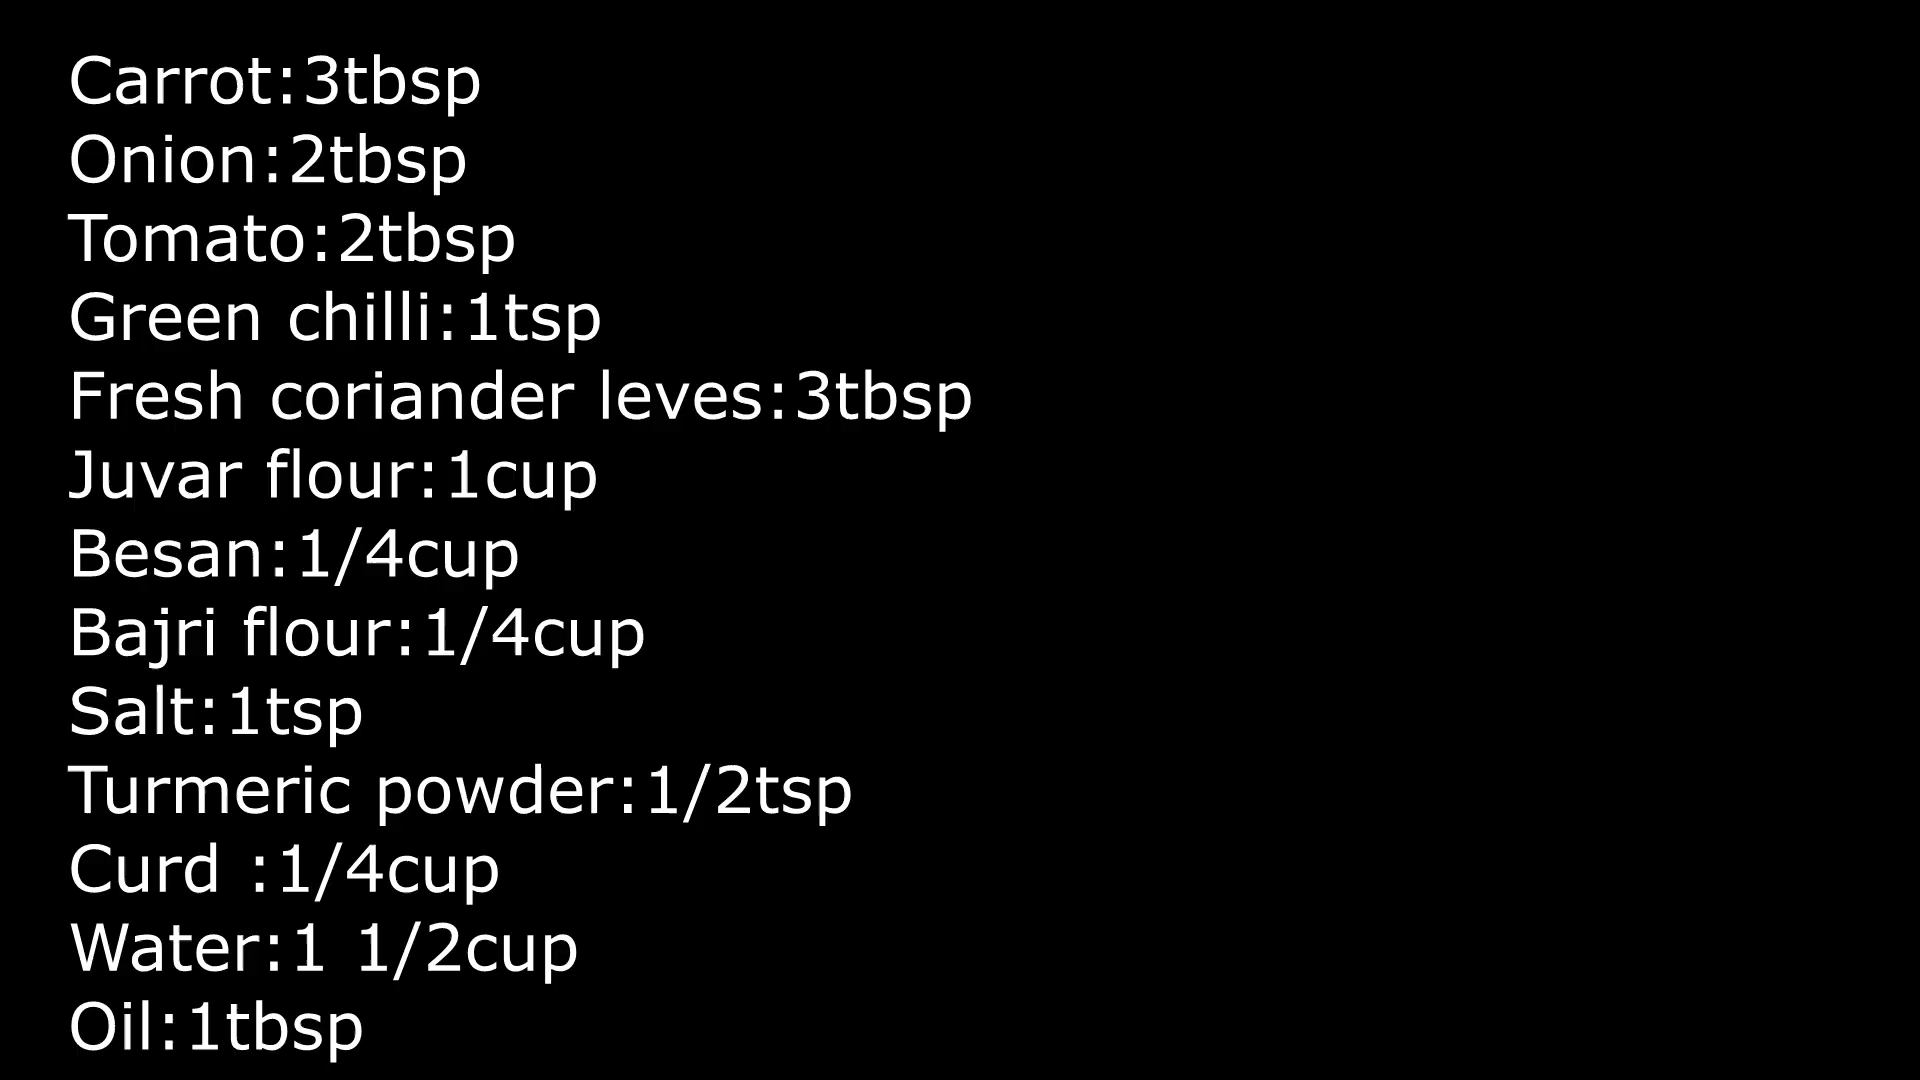 Carrot:3tbsp
Onion:2tbsp
Tomato:2tbsp
Green chilli:1tsp
Fresh coriander leves:3tbsp
Juvar flour:1cup
Besan:1/4cup
Bajri flour:1/4cup
Salt:1tsp
Turmeric powder:1/2tsp
Curd :1/4cup
Water:1 1/2cup
Oil:1tbsp